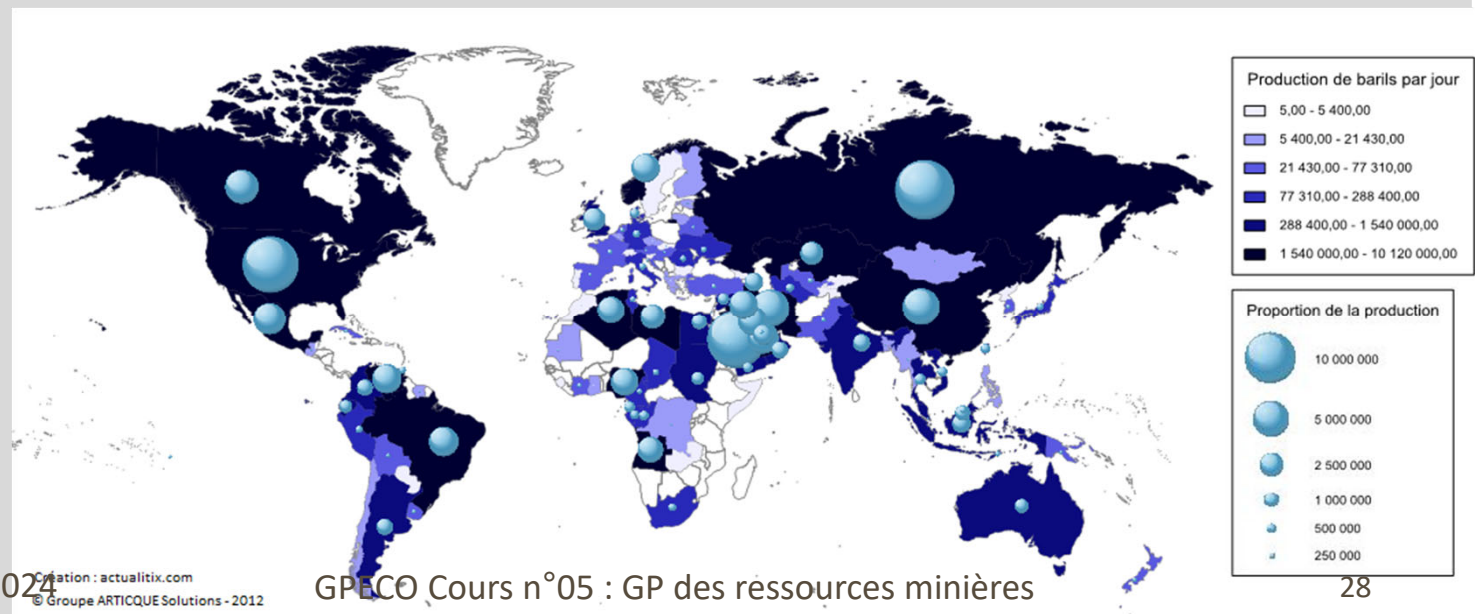 Production de barils par jour
5,00 - 5 400,00
5 400,00 - 21 430,00
21 430,00 - 77 310,00
77 310,00 - 288 400,00
288 400,00 - 1 540 000,00
1 540 000,00 - 10 120 000,00
Proportion de la production
10 000 000
5 000 000
2 500 000
1 000 000
500 000
250 000
024
Création : actualitix.com
© Groupe ARTICQUE Solutions - 2012
GPECO Cours n°05 : GP des ressources minières
28